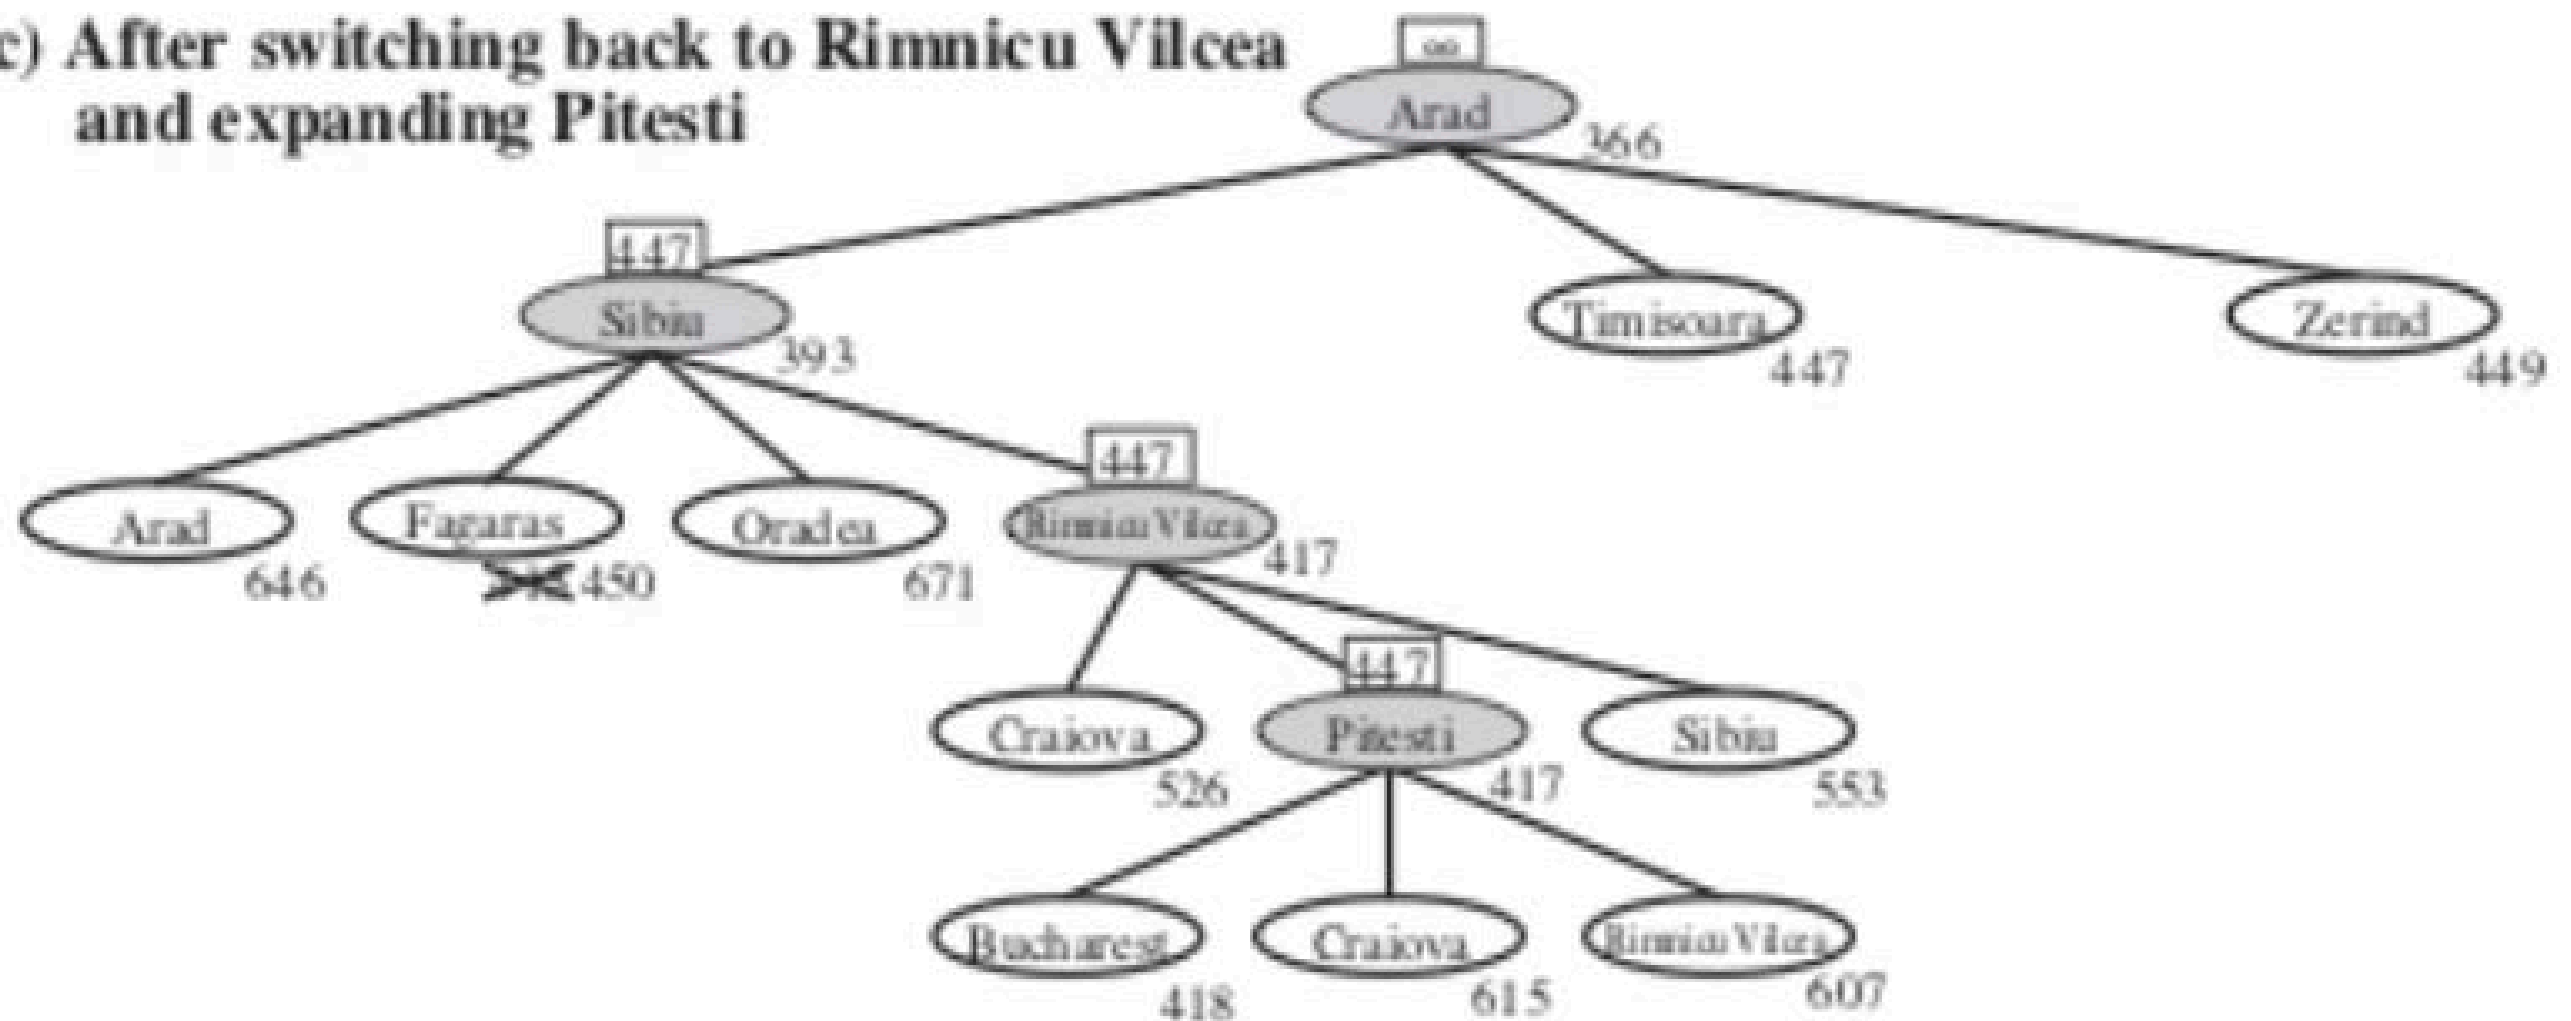 c) After switching back to Rimnicu Vilcea
and expanding Pitesti
∞
Arad
366
447
Sibiu
393
Timisoara
447
Zerind
449
Arad
646
Fagaras
450
Oradea
671
447
Rimnicu Vilcea
417
Craiova
526
447
Pitesti
417
Sibiu
553
Bucharest
418
Craiova
615
Rimnicu Vilcea
607